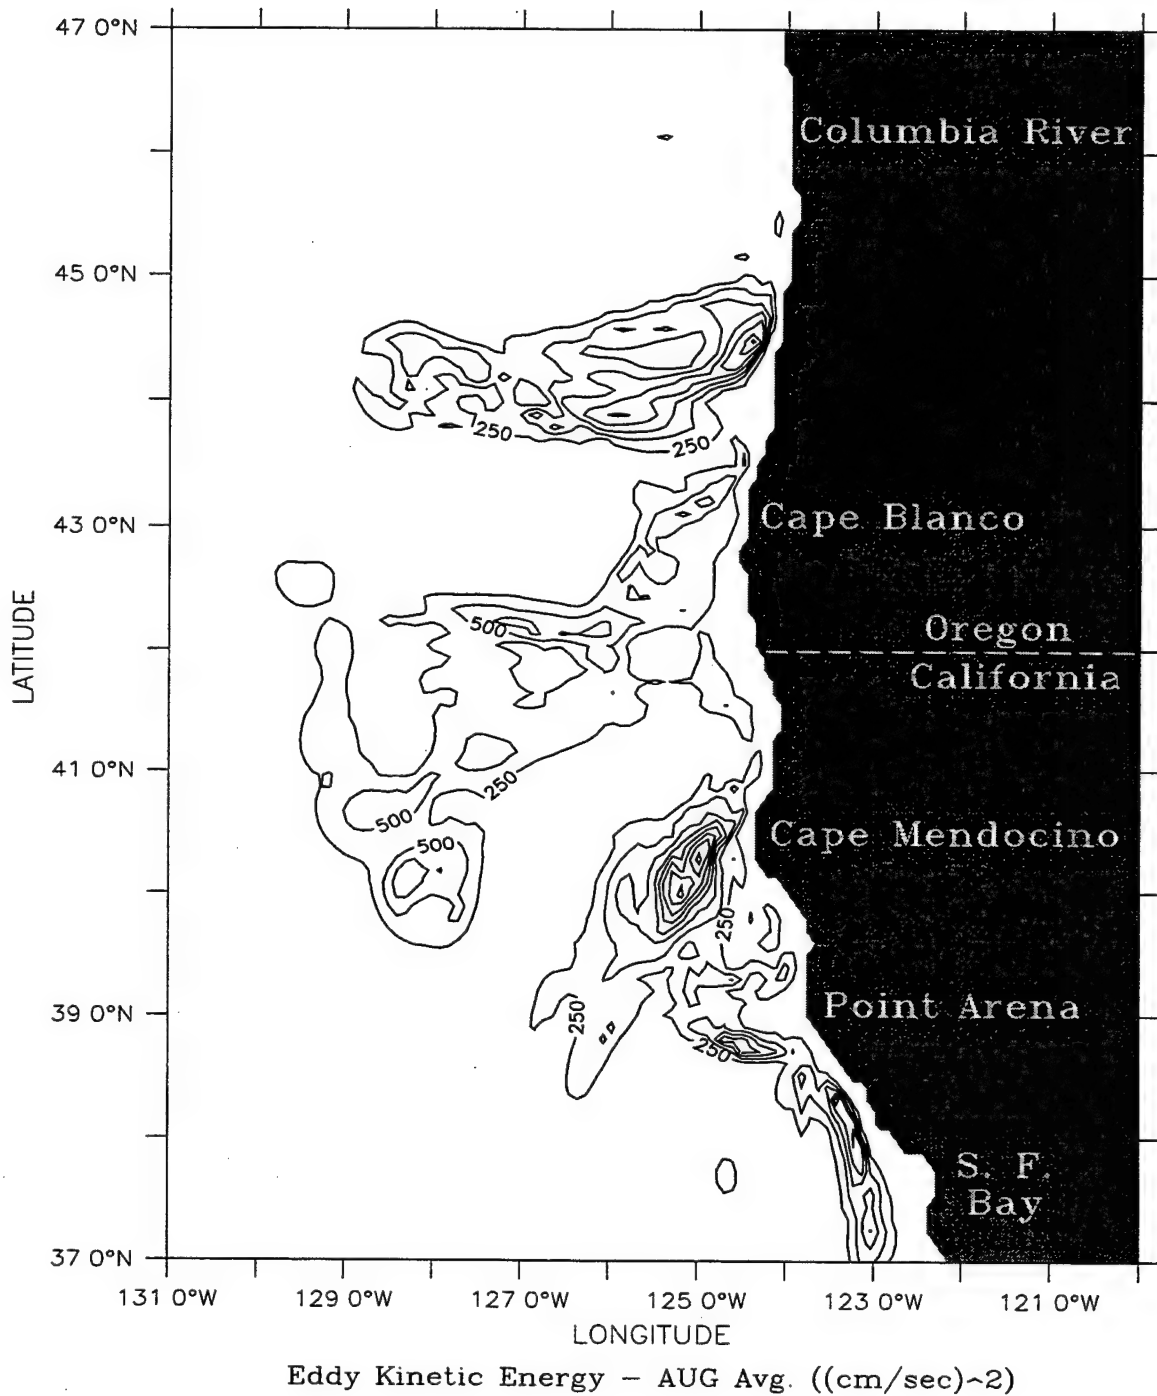 47 0°N
Columbia River
45 0°N
250
250
43 0°N
Cape Blanco
500
Oregon
California
LATITUDE
41 0°N
250
500
500
Cape Mendocino
250
39 0°N
250
Point Arena
250
S. F.
Bay
37 0°N
131 0°W 129 0°W 127 0°W 125 0°W 123 0°W 121 0°W
LONGITUDE
Eddy Kinetic Energy – AUG Avg. ((cm/sec)^2)